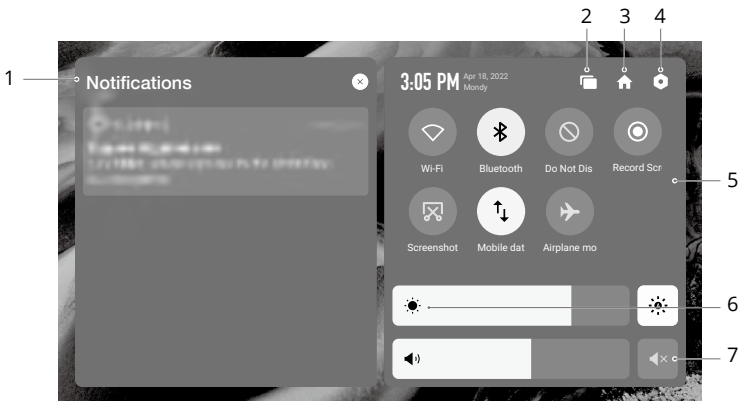 2 3 4
1
Notifications
3:05 PM Apr 18, 2022
Mondy
Wi-Fi Bluetooth Do Not Dis Record Scr
5
Screenshot Mobile dat Airplane mo
6
7